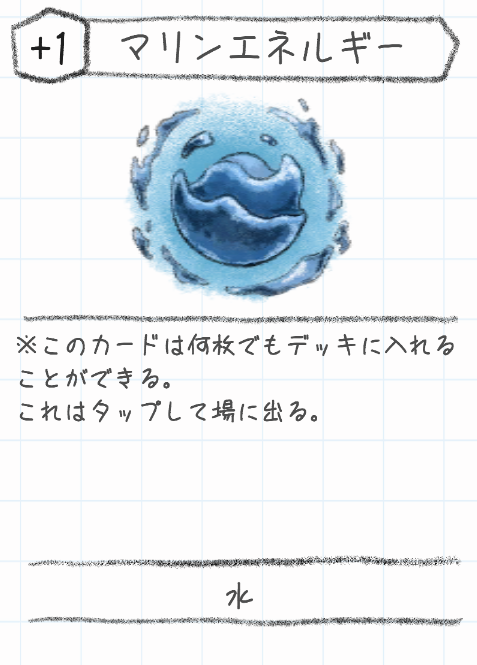 +1 マリンエネルギー
※このカードは何枚でもデッキに入れる
ことができる。
これはタップして場に出る。
水